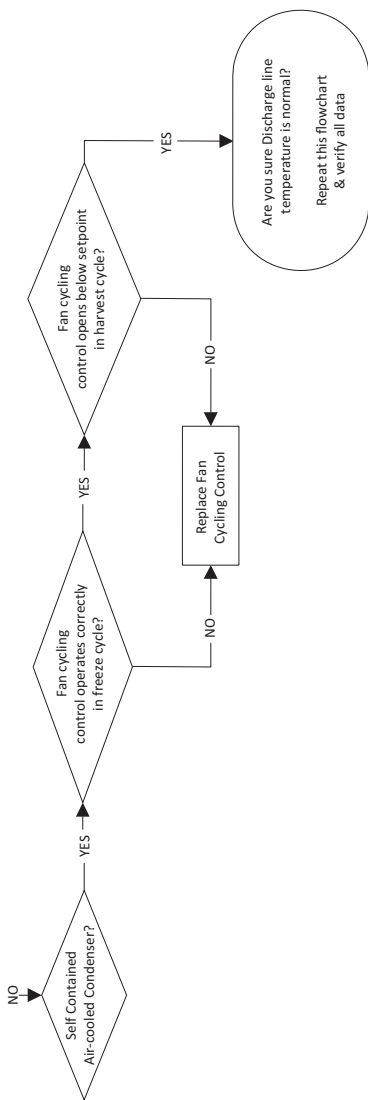 NO
Self Contained
Air-cooled Condenser?
YES
Fan cycling
control operates correctly
in freeze cycle?
NO
YES
Replace Fan
Cycling Control
Fan cycling
control opens below setpoint
in harvest cycle?
NO
YES
Are you sure Discharge line
temperature is normal?
Repeat this flowchart
& verify all data